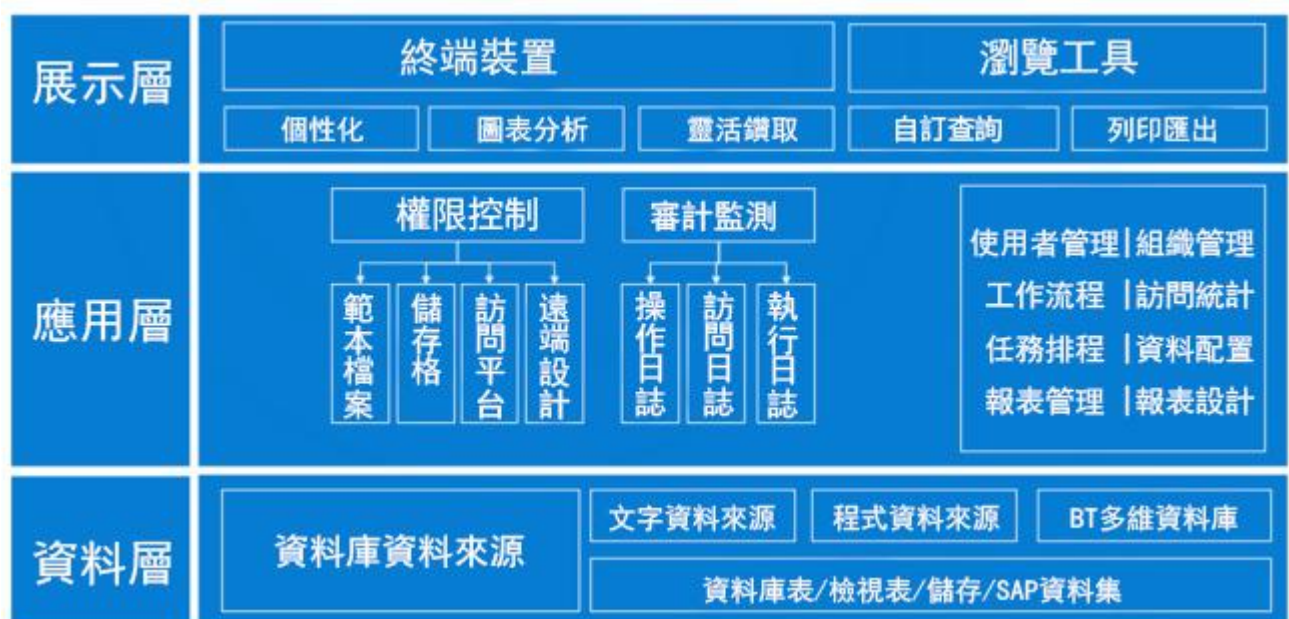 展示層
終端裝置
瀏覽工具
個性化
圖表分析
靈活鑽取
自訂查詢
列印匯出
應用層
權限控制
範本檔案
儲存格
訪問平台
遠端設計
審計監測
操作日誌
訪問日誌
執行日誌
使用者管理|組織管理
工作流程 |訪問統計
任務排程 |資料配置
報表管理 |報表設計
資料層
資料庫資料來源
文字資料來源
程式資料來源
BT多維資料庫
資料庫表/檢視表/儲存/SAP資料集